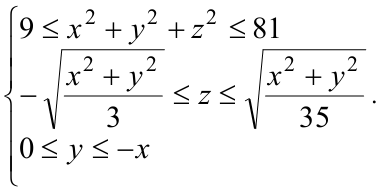 9 ≤ x² + y² + z² ≤ 81
−√((x² + y²)/3) ≤ z ≤ √((x² + y²)/35) .
0 ≤ y ≤ −x